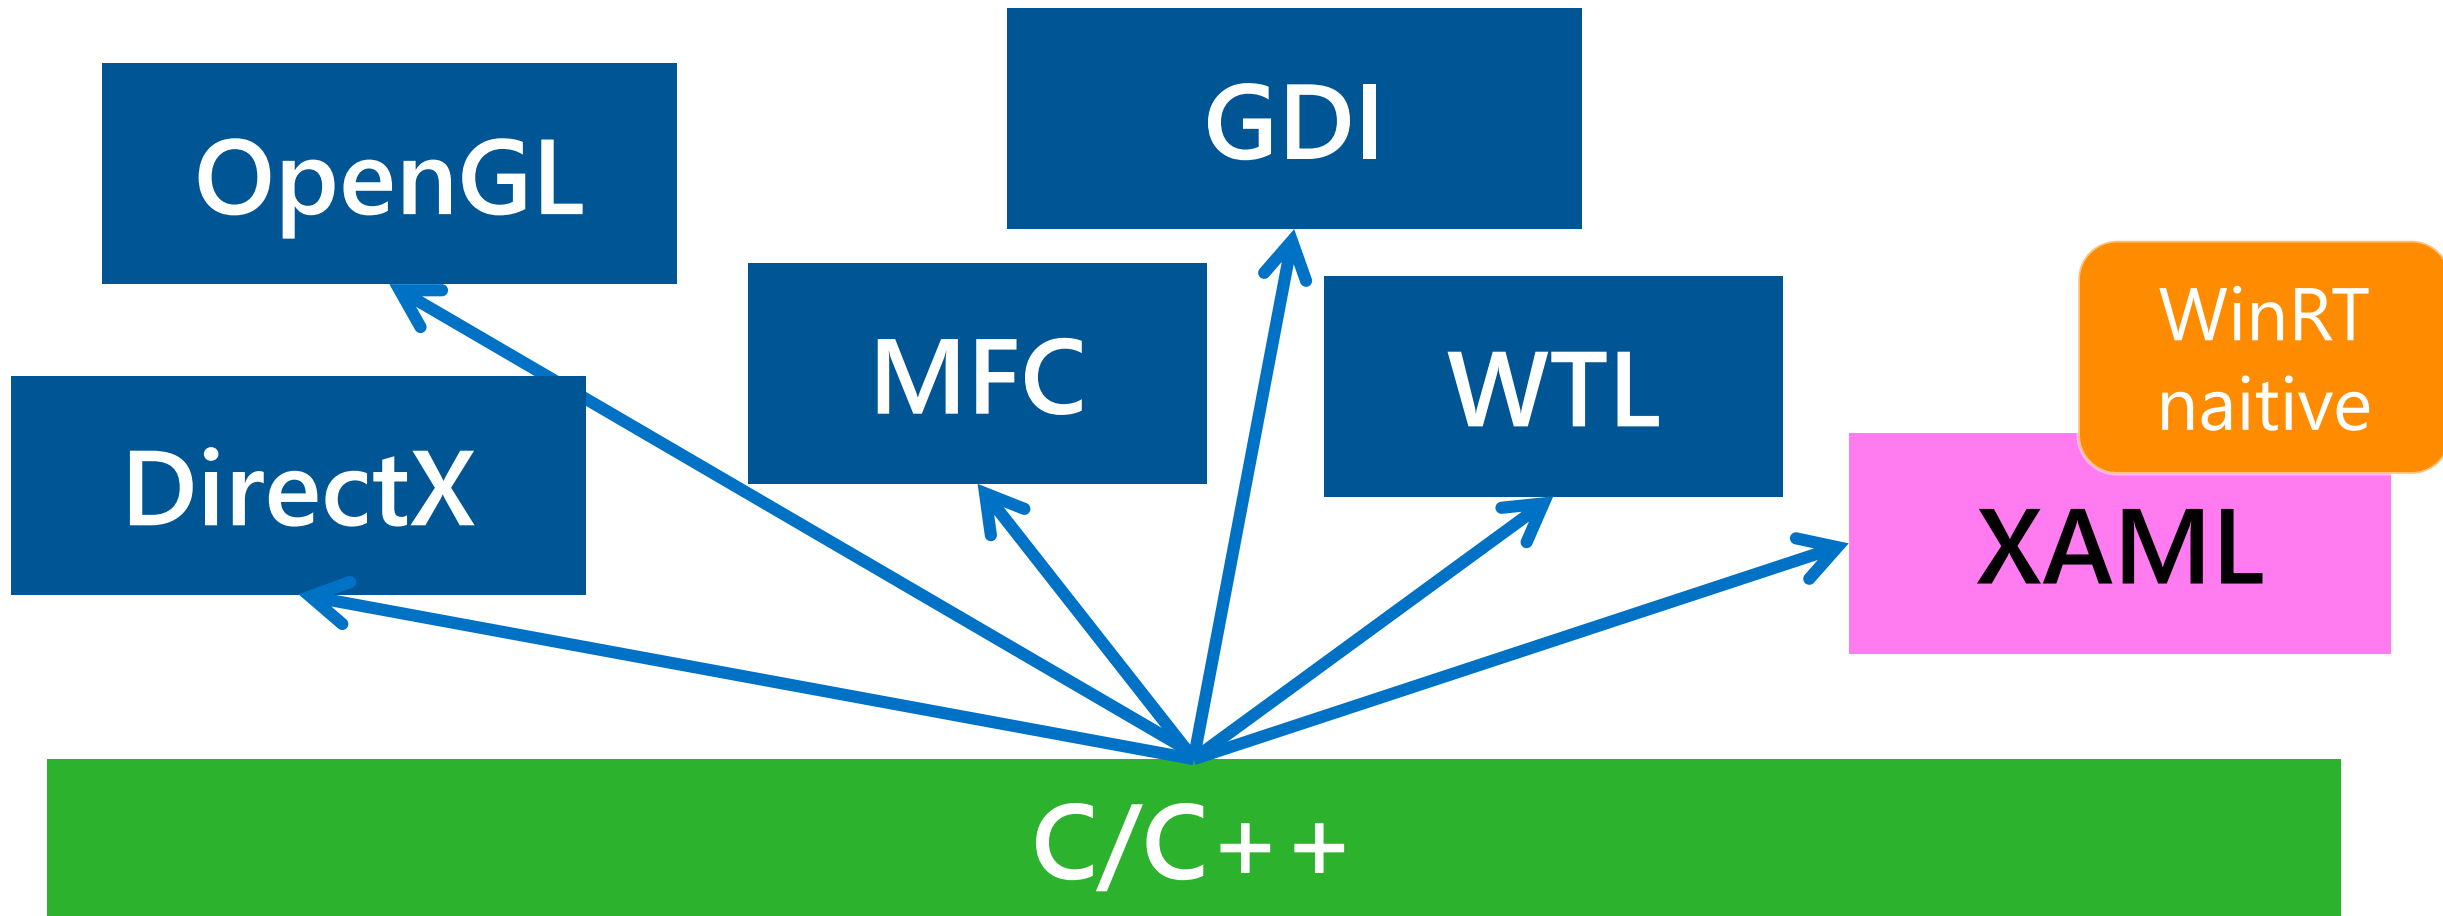 GDI
OpenGL
MFC
WTL
WinRT
naitive
DirectX
XAML
C/C++